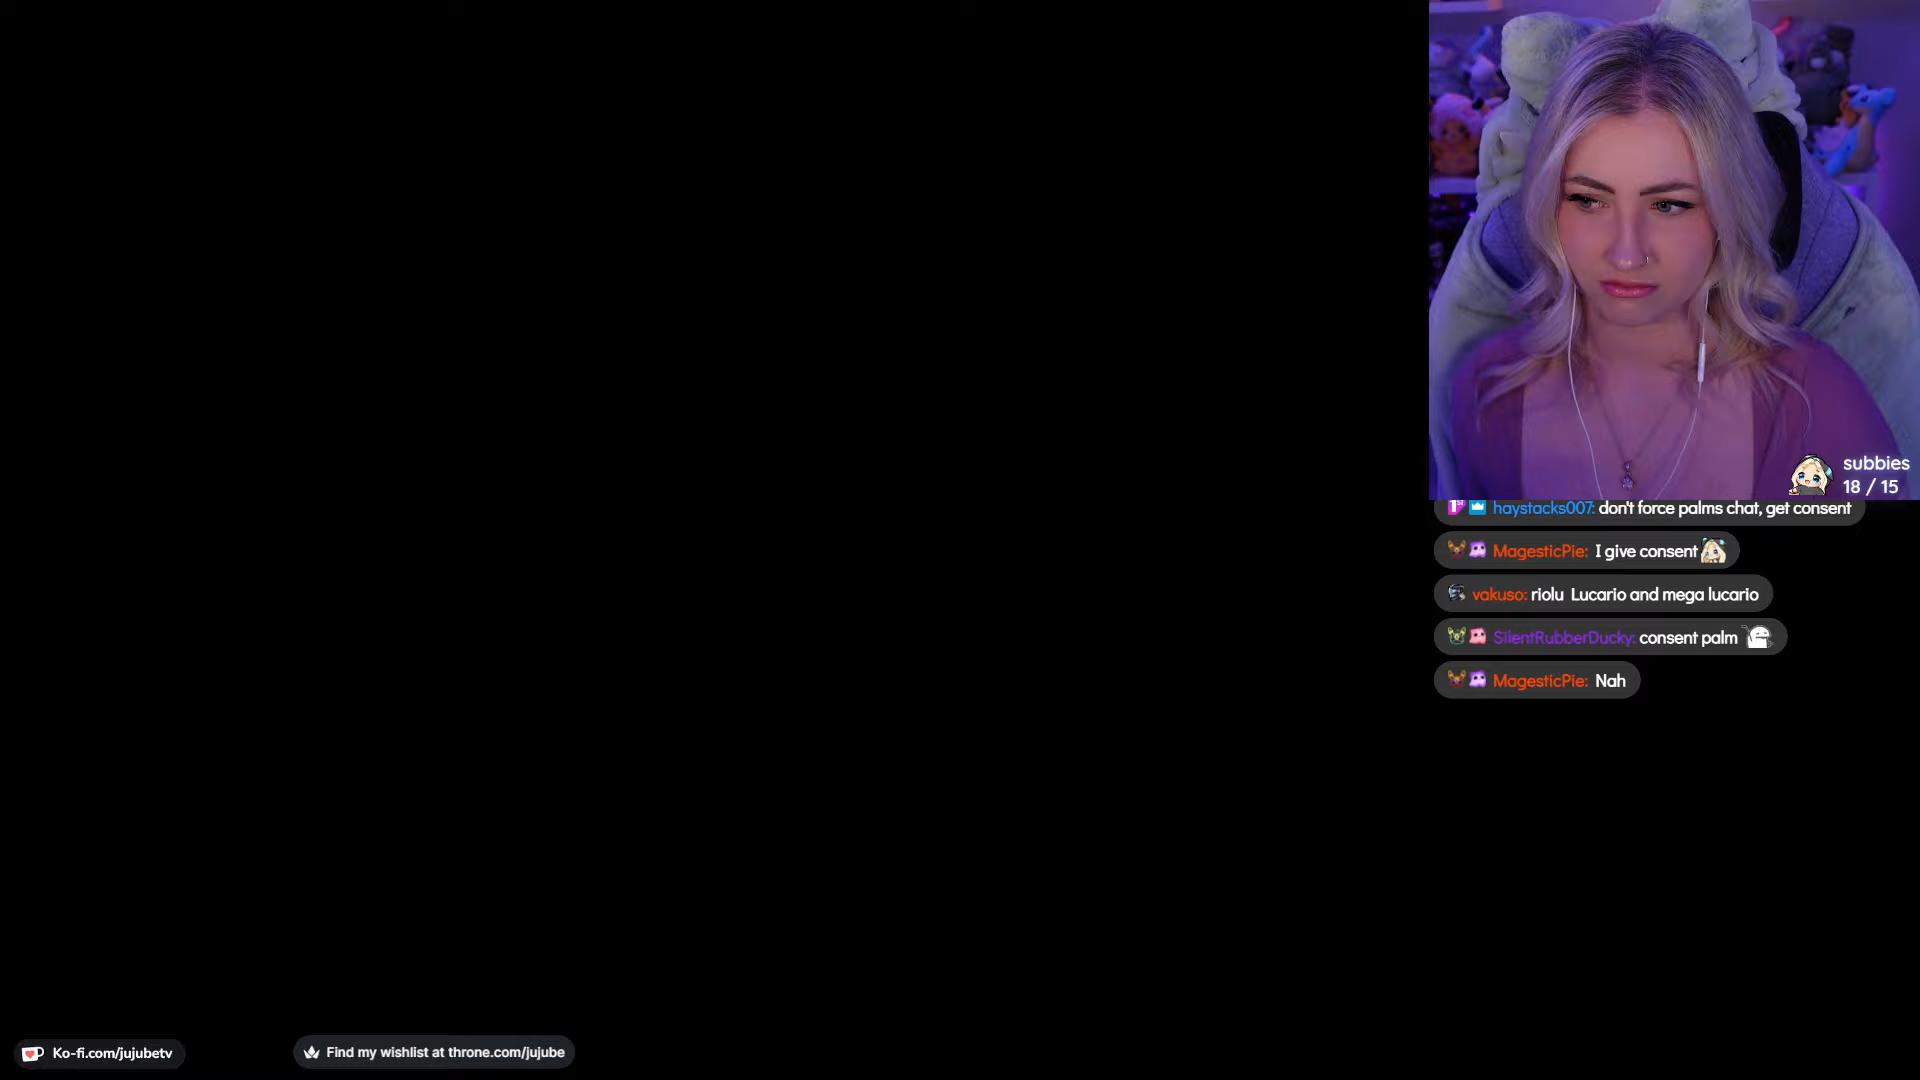 subbies
18 / 15
haystacks007: don't force palms chat, get consent
MagesticPie: I give consent
vakuso: riolu Lucario and mega lucario
SilentRubberDucky: consent palm
MagesticPie: Nah
Ko-fi.com/jujubetv
Find my wishlist at throne.com/jujube